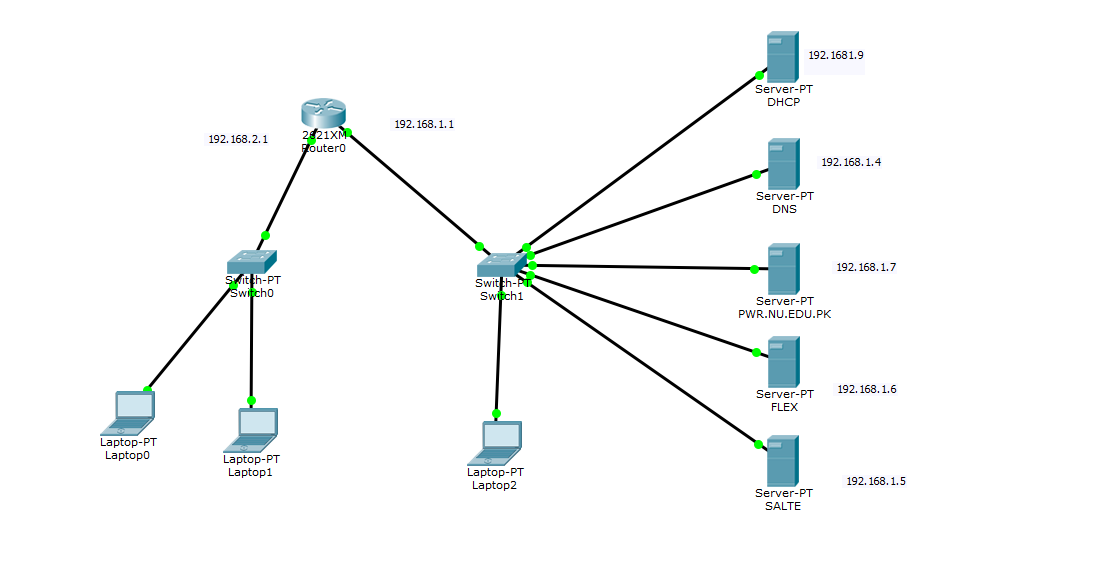 192.1681.9
Server-PT
DHCP
2621XM
Router0
192.168.1.1
192.168.2.1
192.168.1.4
Server-PT
DNS
Switch-PT
Switch0
Switch-PT
Switch1
192.168.1.7
Server-PT
PWR.NU.EDU.PK
192.168.1.6
Server-PT
FLEX
Laptop-PT
Laptop0
Laptop-PT
Laptop1
Laptop-PT
Laptop2
192.168.1.5
Server-PT
SALTE